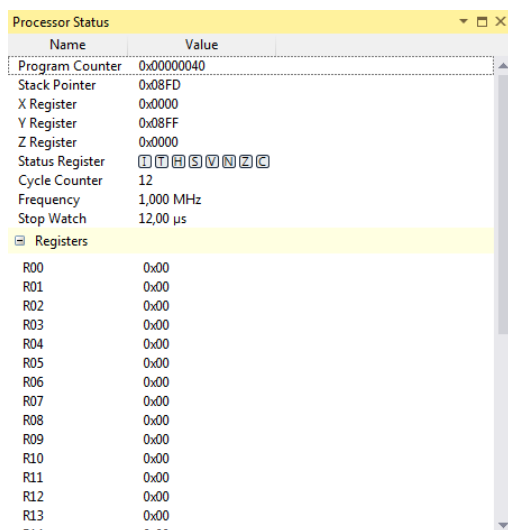 Processor Status
Name Value
Program Counter 0x00000040
Stack Pointer 0x08FD
X Register 0x0000
Y Register 0x08FF
Z Register 0x0000
Status Register I T H S V N Z C
Cycle Counter 12
Frequency 1,000 MHz
Stop Watch 12,00 µs
Registers
R00 0x00
R01 0x00
R02 0x00
R03 0x00
R04 0x00
R05 0x00
R06 0x00
R07 0x00
R08 0x00
R09 0x00
R10 0x00
R11 0x00
R12 0x00
R13 0x00